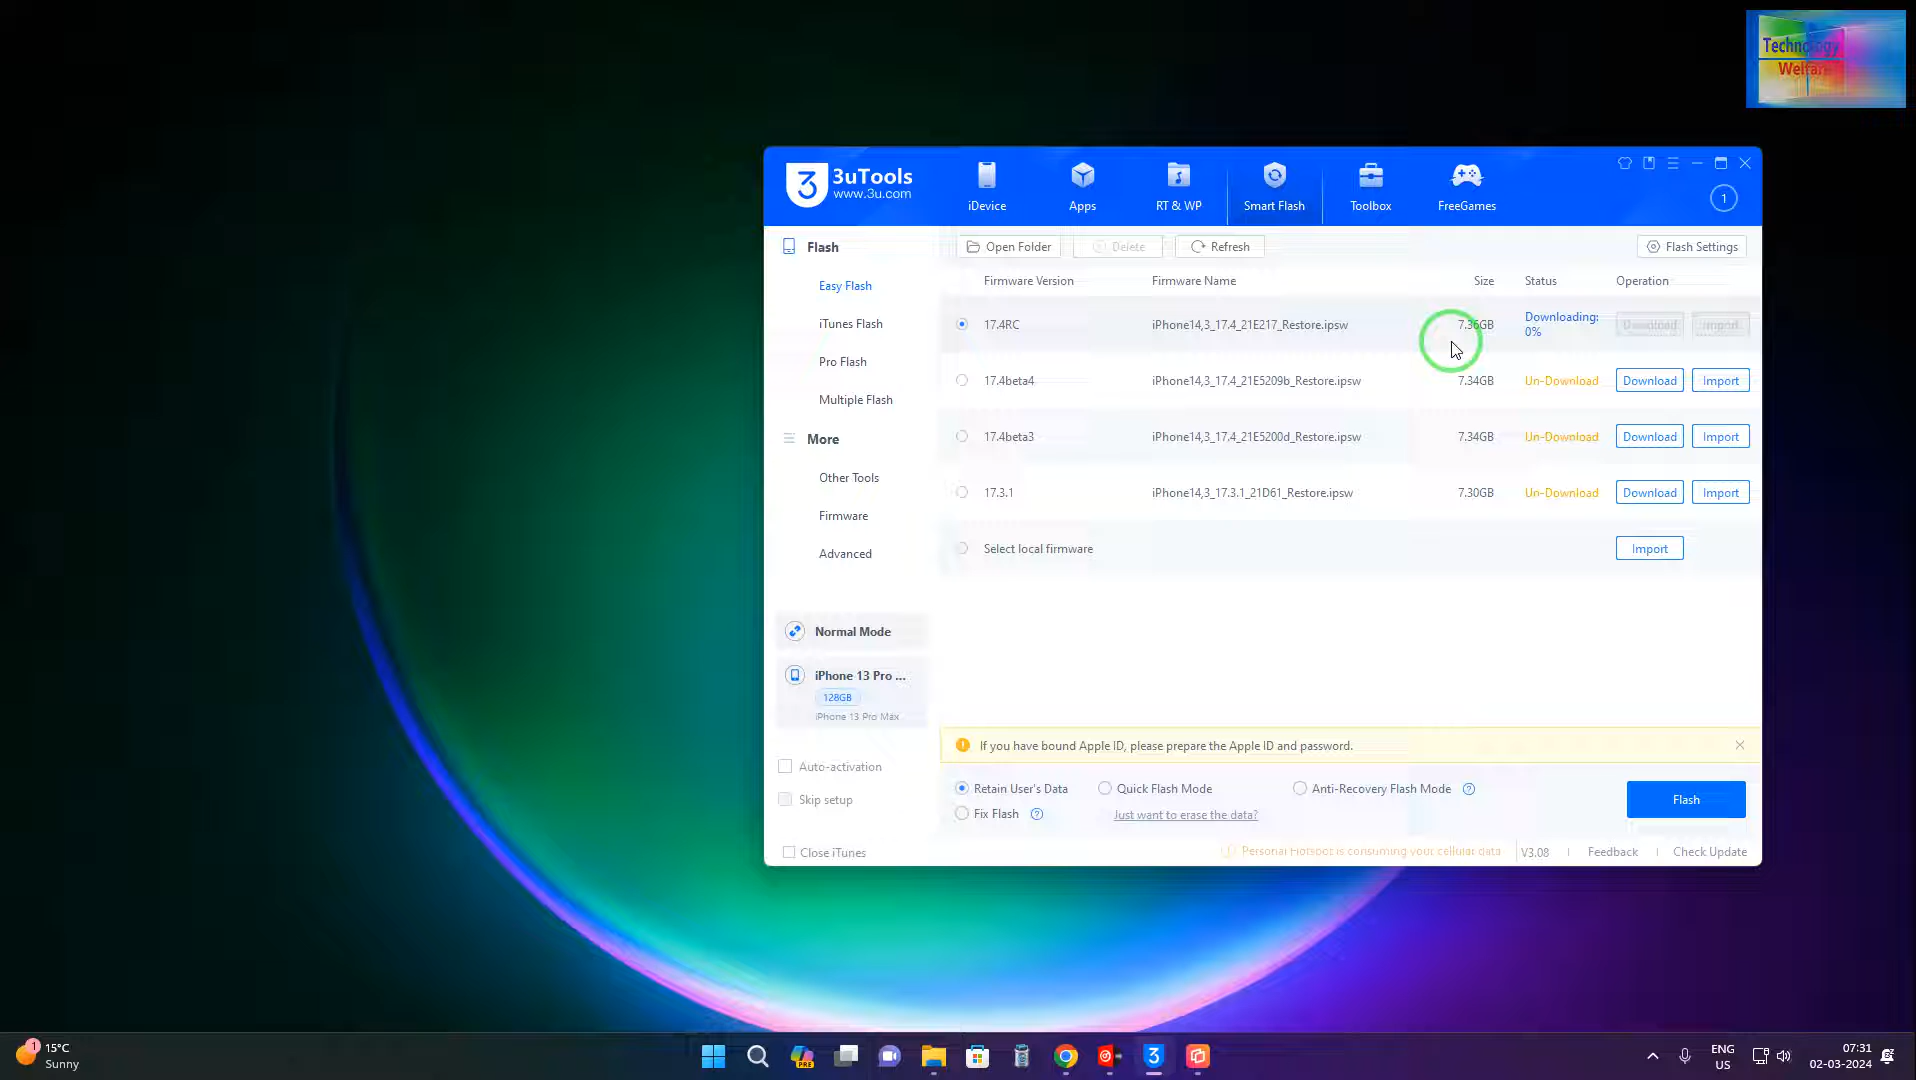 Technology
Welfare
3uTools
www.3u.com
iDevice
Apps
RT & WP
Smart Flash
Toolbox
FreeGames
1
Flash
Easy Flash
iTunes Flash
Pro Flash
Multiple Flash
More
Other Tools
Firmware
Advanced
Normal Mode
iPhone 13 Pro ...
128GB
iPhone 13 Pro Max
Auto-activation
Skip setup
Close iTunes
Open Folder Delete Refresh Flash Settings
Firmware Version Firmware Name Size Status Operation
17.4RC iPhone14,3_17.4_21E217_Restore.ipsw 7.36GB Downloading: 0% Download Import
17.4beta4 iPhone14,3_17.4_21E5209b_Restore.ipsw 7.34GB Un-Download Download Import
17.4beta3 iPhone14,3_17.4_21E5200d_Restore.ipsw 7.34GB Un-Download Download Import
17.3.1 iPhone14,3_17.3.1_21D61_Restore.ipsw 7.30GB Un-Download Download Import
Select local firmware Import
If you have bound Apple ID, please prepare the Apple ID and password.
Retain User's Data Quick Flash Mode Anti-Recovery Flash Mode
Fix Flash Just want to erase the data?
Flash
Personal Hotspot is consuming your cellular data V3.08 Feedback Check Update
1
15°C
Sunny
PRE
3
ENG
US
07:31
02-03-2024